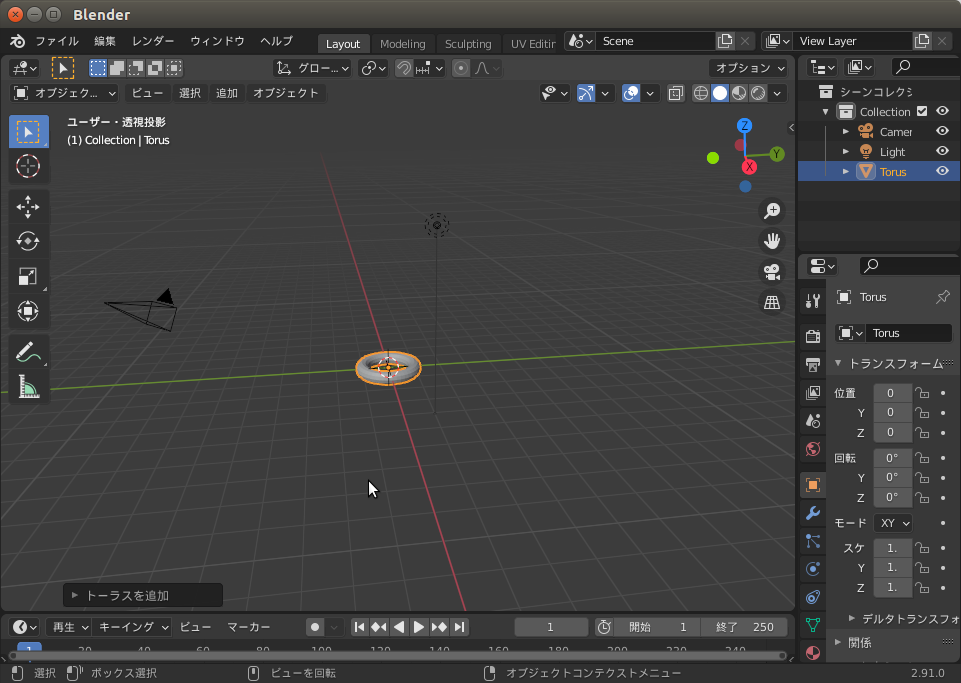 Blender
ファイル 編集 レンダー ウィンドウ ヘルプ Layout Modeling Sculpting UV Editin Scene View Layer
グロー... オプション
オブジェク... ビュー 選択 追加 オブジェクト
ユーザー・透視投影
(1) Collection | Torus
シーンコレクシ
Collection
Camer
Light
Torus
Z
Y
X
Torus
Torus
トランスフォーム
位置 0
Y 0
Z 0
回転 0°
Y 0°
Z 0°
モード XY
スケ 1.
Y 1.
Z 1.
デルタトランスフォ
関係
トーラスを追加
再生 キーイング ビュー マーカー 1 開始 1 終了 250
1 20 40 60 80 100 120 140 160 180 200 220 240
選択 ボックス選択 ビューを回転 オブジェクトコンテクストメニュー 2.91.0